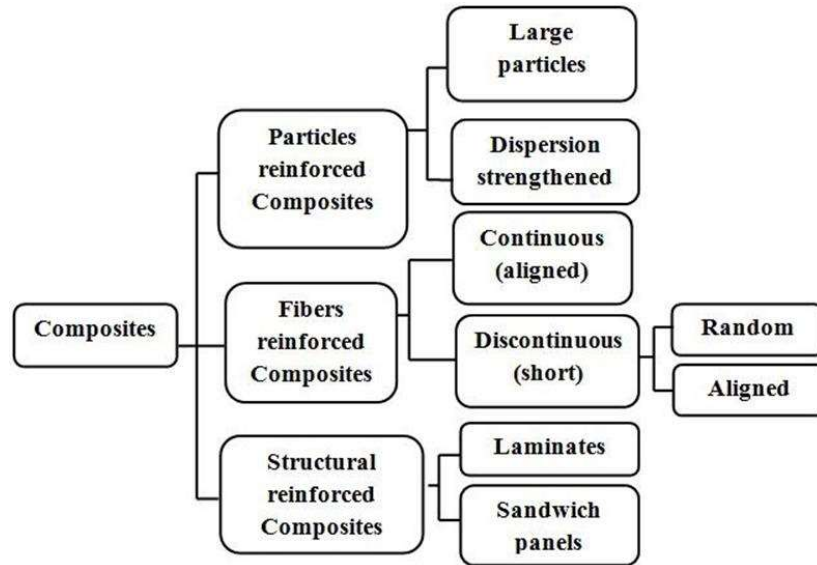 Large
particles
Particles
reinforced
Composites
Dispersion
strengthened
Continuous
(aligned)
Composites
Fibers
reinforced
Composites
Discontinuous
(short)
Random
Aligned
Structural
reinforced
Composites
Laminates
Sandwich
panels